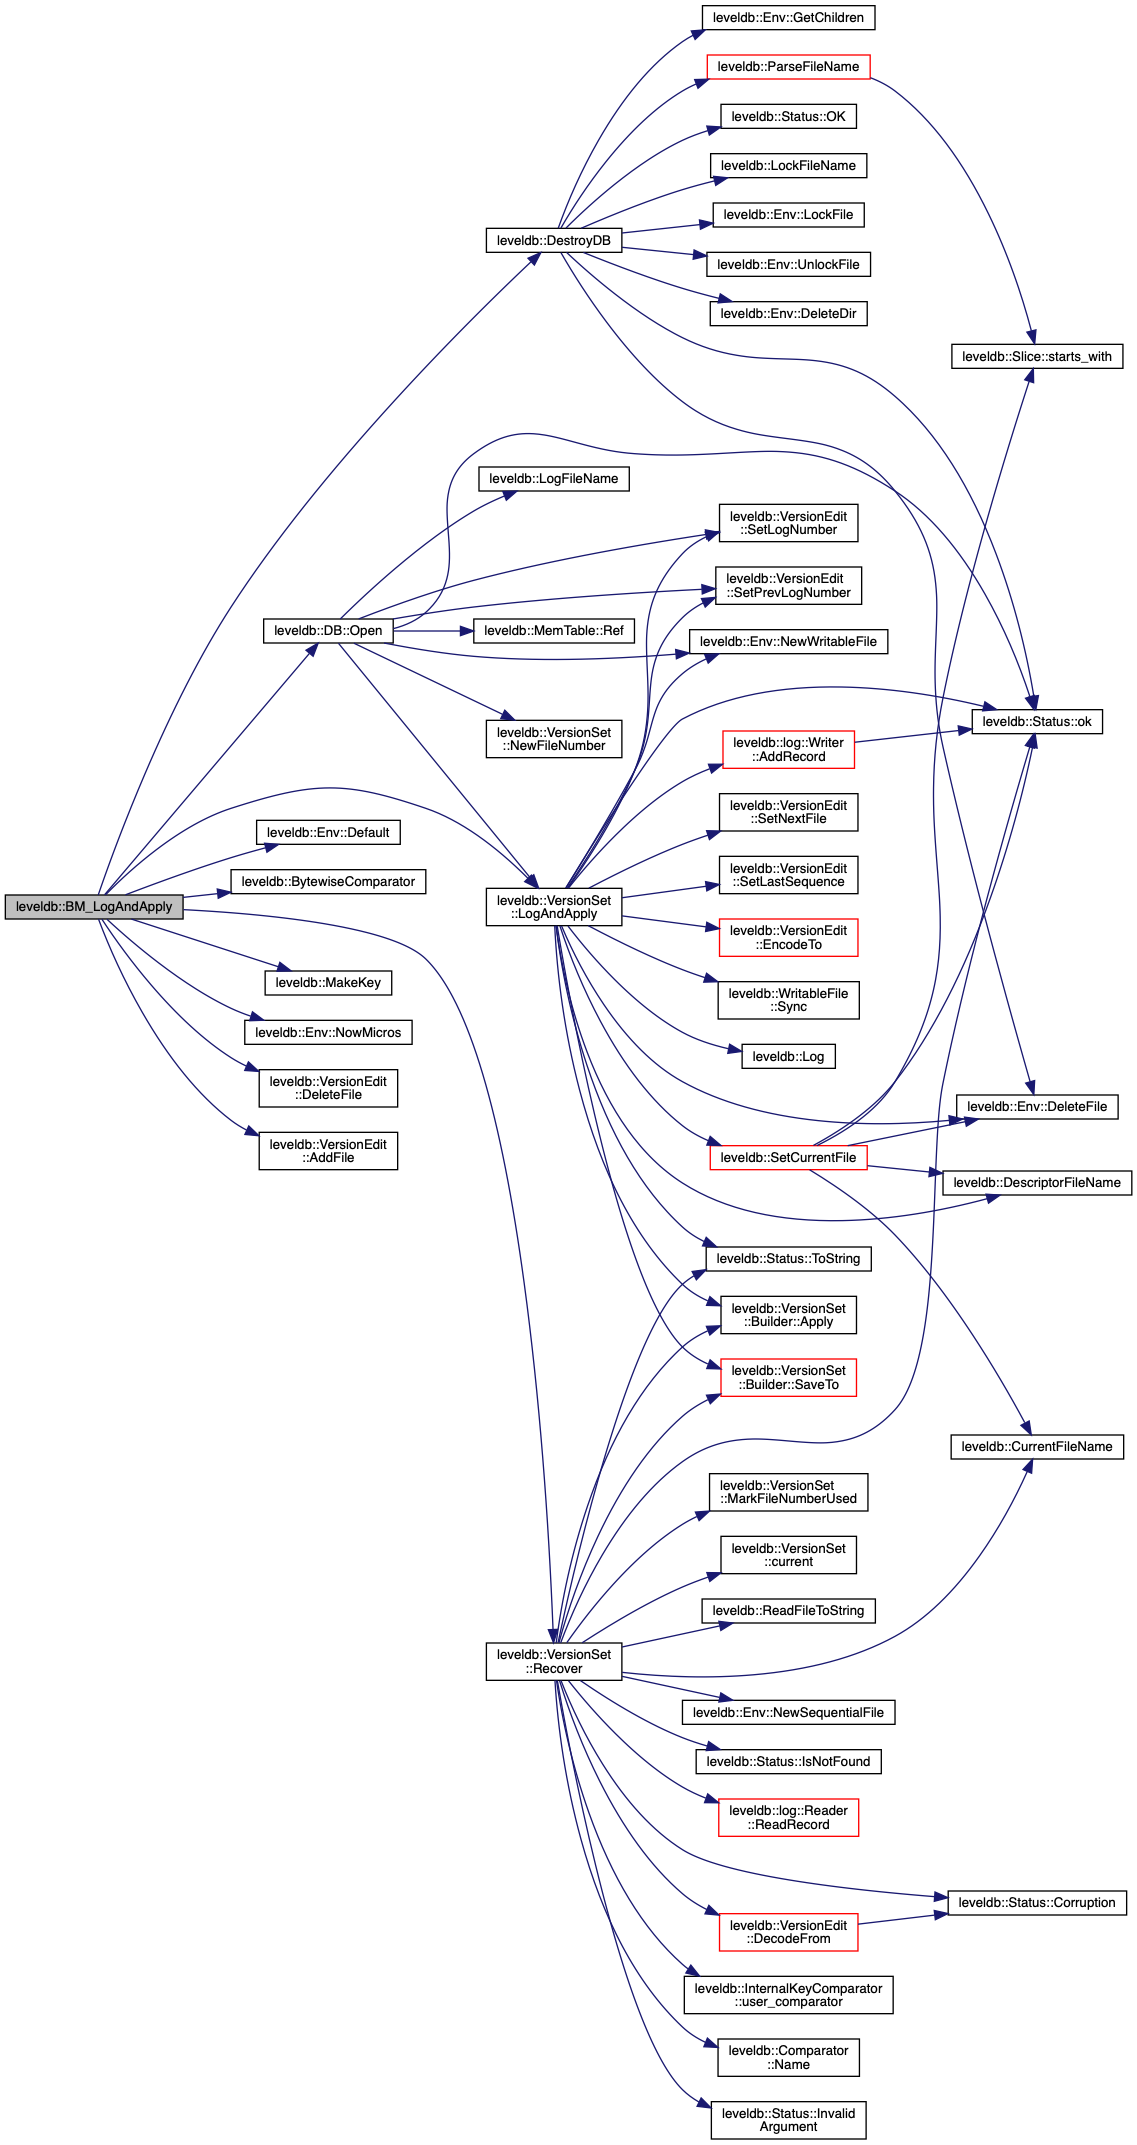 leveldb::Env::GetChildren
leveldb::ParseFileName
leveldb::Status::OK
leveldb::LockFileName
leveldb::Env::LockFile
leveldb::DestroyDB
leveldb::Env::UnlockFile
leveldb::Env::DeleteDir
leveldb::Slice::starts_with
leveldb::LogFileName
leveldb::VersionEdit
::SetLogNumber
leveldb::VersionEdit
::SetPrevLogNumber
leveldb::DB::Open
leveldb::MemTable::Ref
leveldb::Env::NewWritableFile
leveldb::Status::ok
leveldb::VersionSet
::NewFileNumber
leveldb::log::Writer
::AddRecord
leveldb::VersionEdit
::SetNextFile
leveldb::Env::Default
leveldb::BytewiseComparator
leveldb::VersionEdit
::SetLastSequence
leveldb::BM_LogAndApply
leveldb::VersionSet
::LogAndApply
leveldb::VersionEdit
::EncodeTo
leveldb::MakeKey
leveldb::WritableFile
::Sync
leveldb::Env::NowMicros
leveldb::Log
leveldb::VersionEdit
::DeleteFile
leveldb::Env::DeleteFile
leveldb::VersionEdit
::AddFile
leveldb::SetCurrentFile
leveldb::DescriptorFileName
leveldb::Status::ToString
leveldb::VersionSet
::Builder::Apply
leveldb::VersionSet
::Builder::SaveTo
leveldb::CurrentFileName
leveldb::VersionSet
::MarkFileNumberUsed
leveldb::VersionSet
::current
leveldb::ReadFileToString
leveldb::VersionSet
::Recover
leveldb::Env::NewSequentialFile
leveldb::Status::IsNotFound
leveldb::log::Reader
::ReadRecord
leveldb::Status::Corruption
leveldb::VersionEdit
::DecodeFrom
leveldb::InternalKeyComparator
::user_comparator
leveldb::Comparator
::Name
leveldb::Status::Invalid
Argument